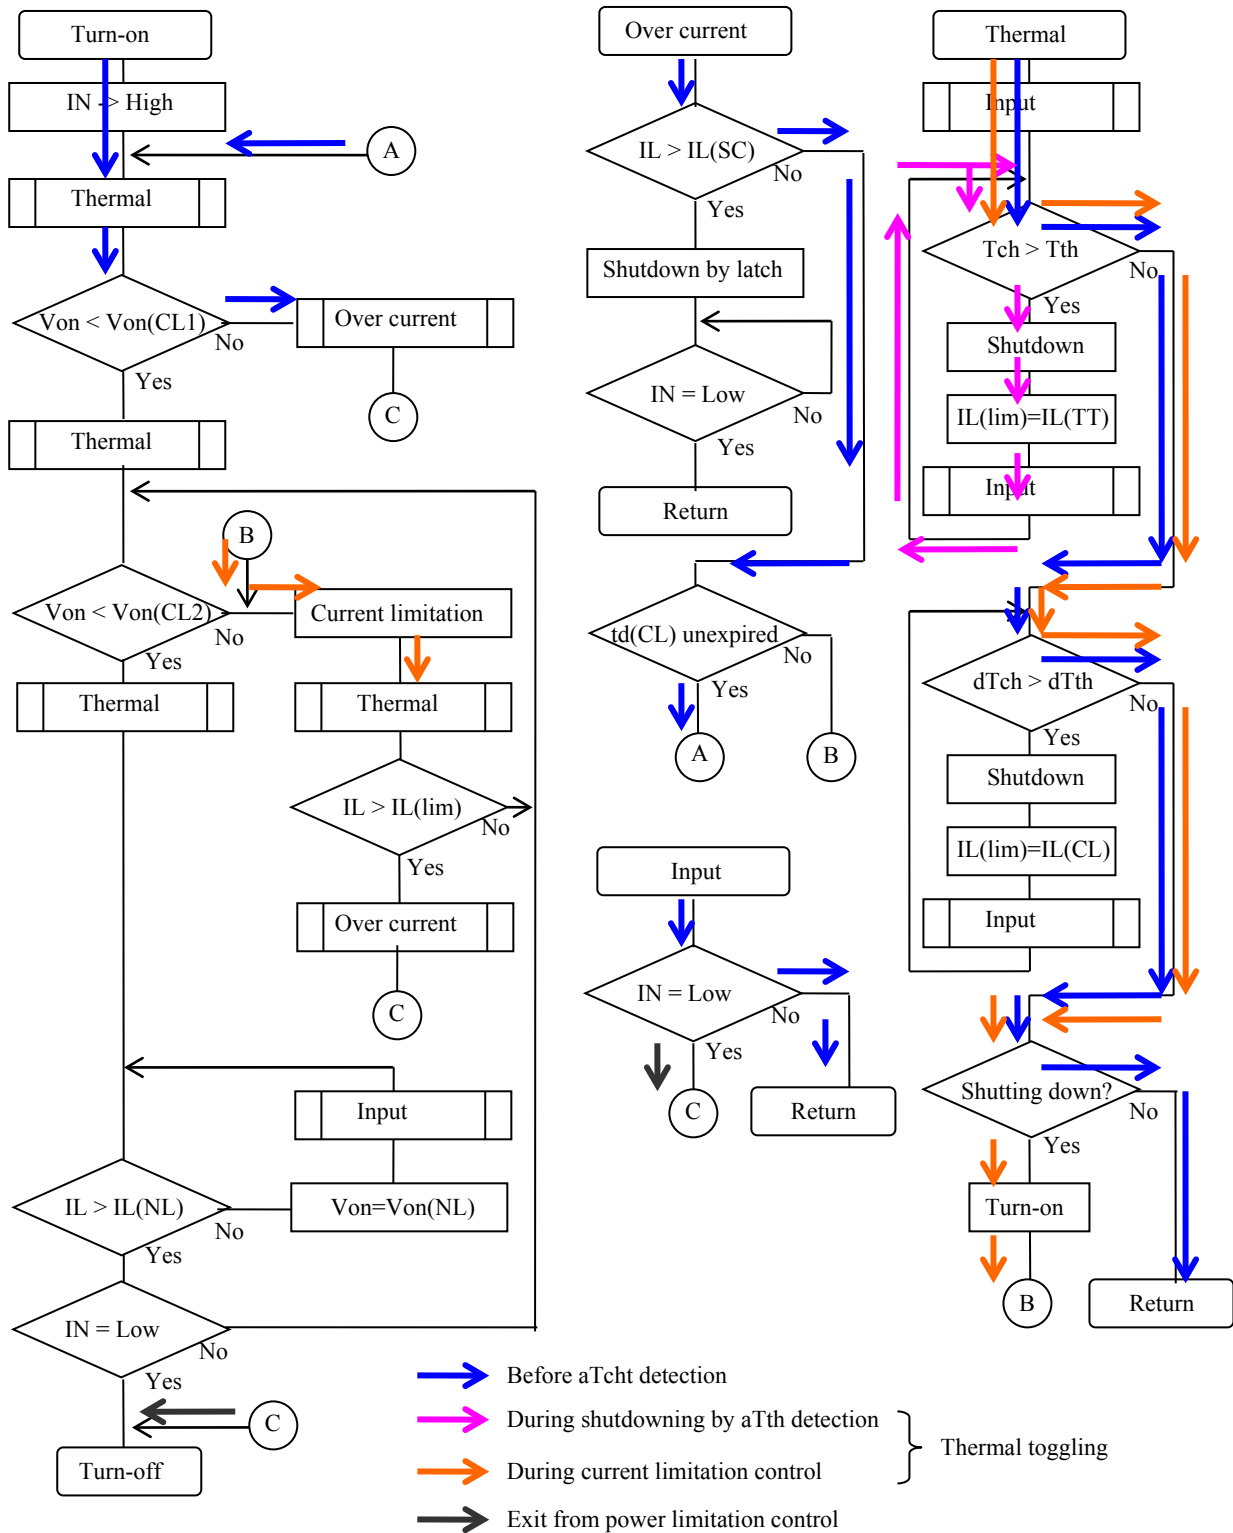 Turn-on
IN -> High
A
Thermal
Von < Von(CL1)
No
Over current
Yes
C
Thermal
B
Von < Von(CL2)
No
Current limitation
Yes
Thermal
Thermal
IL > IL(lim)
No
Yes
Over current
C
Input
IL > IL(NL)
No
Von=Von(NL)
Yes
IN = Low
No
Yes
C
Turn-off
Over current
IL > IL(SC)
No
Yes
Shutdown by latch
IN = Low
No
Yes
Return
td(CL) unexpired
No
Yes
A
B
Input
IN = Low
No
Yes
C
Return
Thermal
Input
Tch > Tth
No
Yes
Shutdown
IL(lim)=IL(TT)
Input
dTch > dTth
No
Yes
Shutdown
IL(lim)=IL(CL)
Input
Shutting down?
No
Yes
Turn-on
B
Return
Before aTcht detection
During shutdowning by aTth detection
Thermal toggling
During current limitation control
Exit from power limitation control